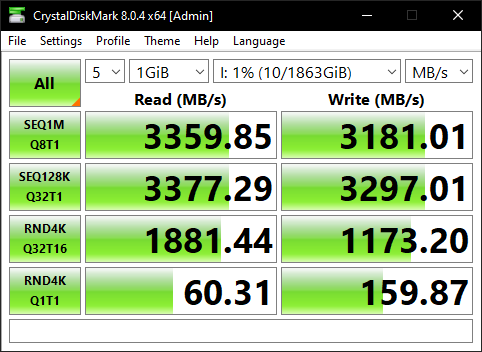 CrystalDiskMark 8.0.4 x64 [Admin]
File Settings Profile Theme Help Language
All 5 1GiB I: 1% (10/1863GiB) MB/s
Read (MB/s) Write (MB/s)
SEQ1M
Q8T1 3359.85 3181.01
SEQ128K
Q32T1 3377.29 3297.01
RND4K
Q32T16 1881.44 1173.20
RND4K
Q1T1 60.31 159.87